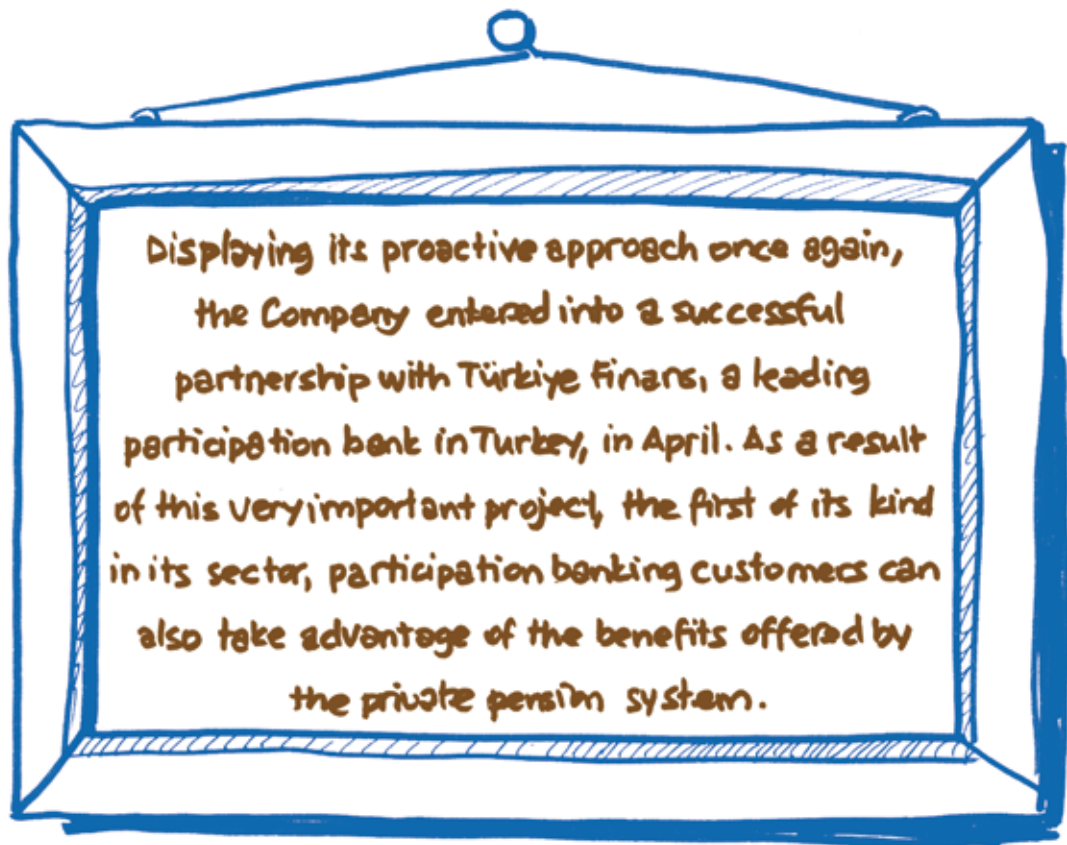 Displaying its proactive approach once again,
the Company entered into a successful
partnership with Türkiye Finans, a leading
participation bank in Turkey, in April. As a result
of this very important project, the first of its kind
in its sector, participation banking customers can
also take advantage of the benefits offered by
the private pension system.